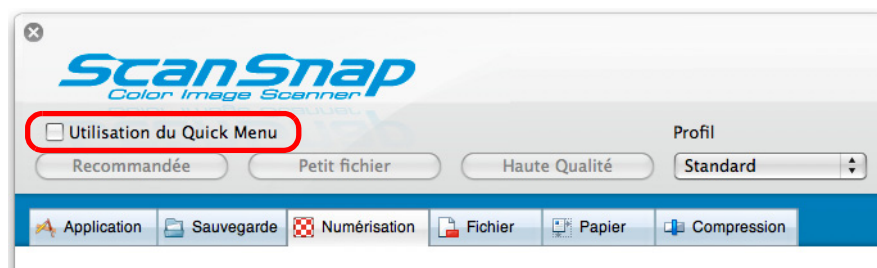 ScanSnap
Color Image Scanner
Utilisation du Quick Menu
Profil
Recommandée Petit fichier Haute Qualité Standard
Application Sauvegarde Numérisation Fichier Papier Compression